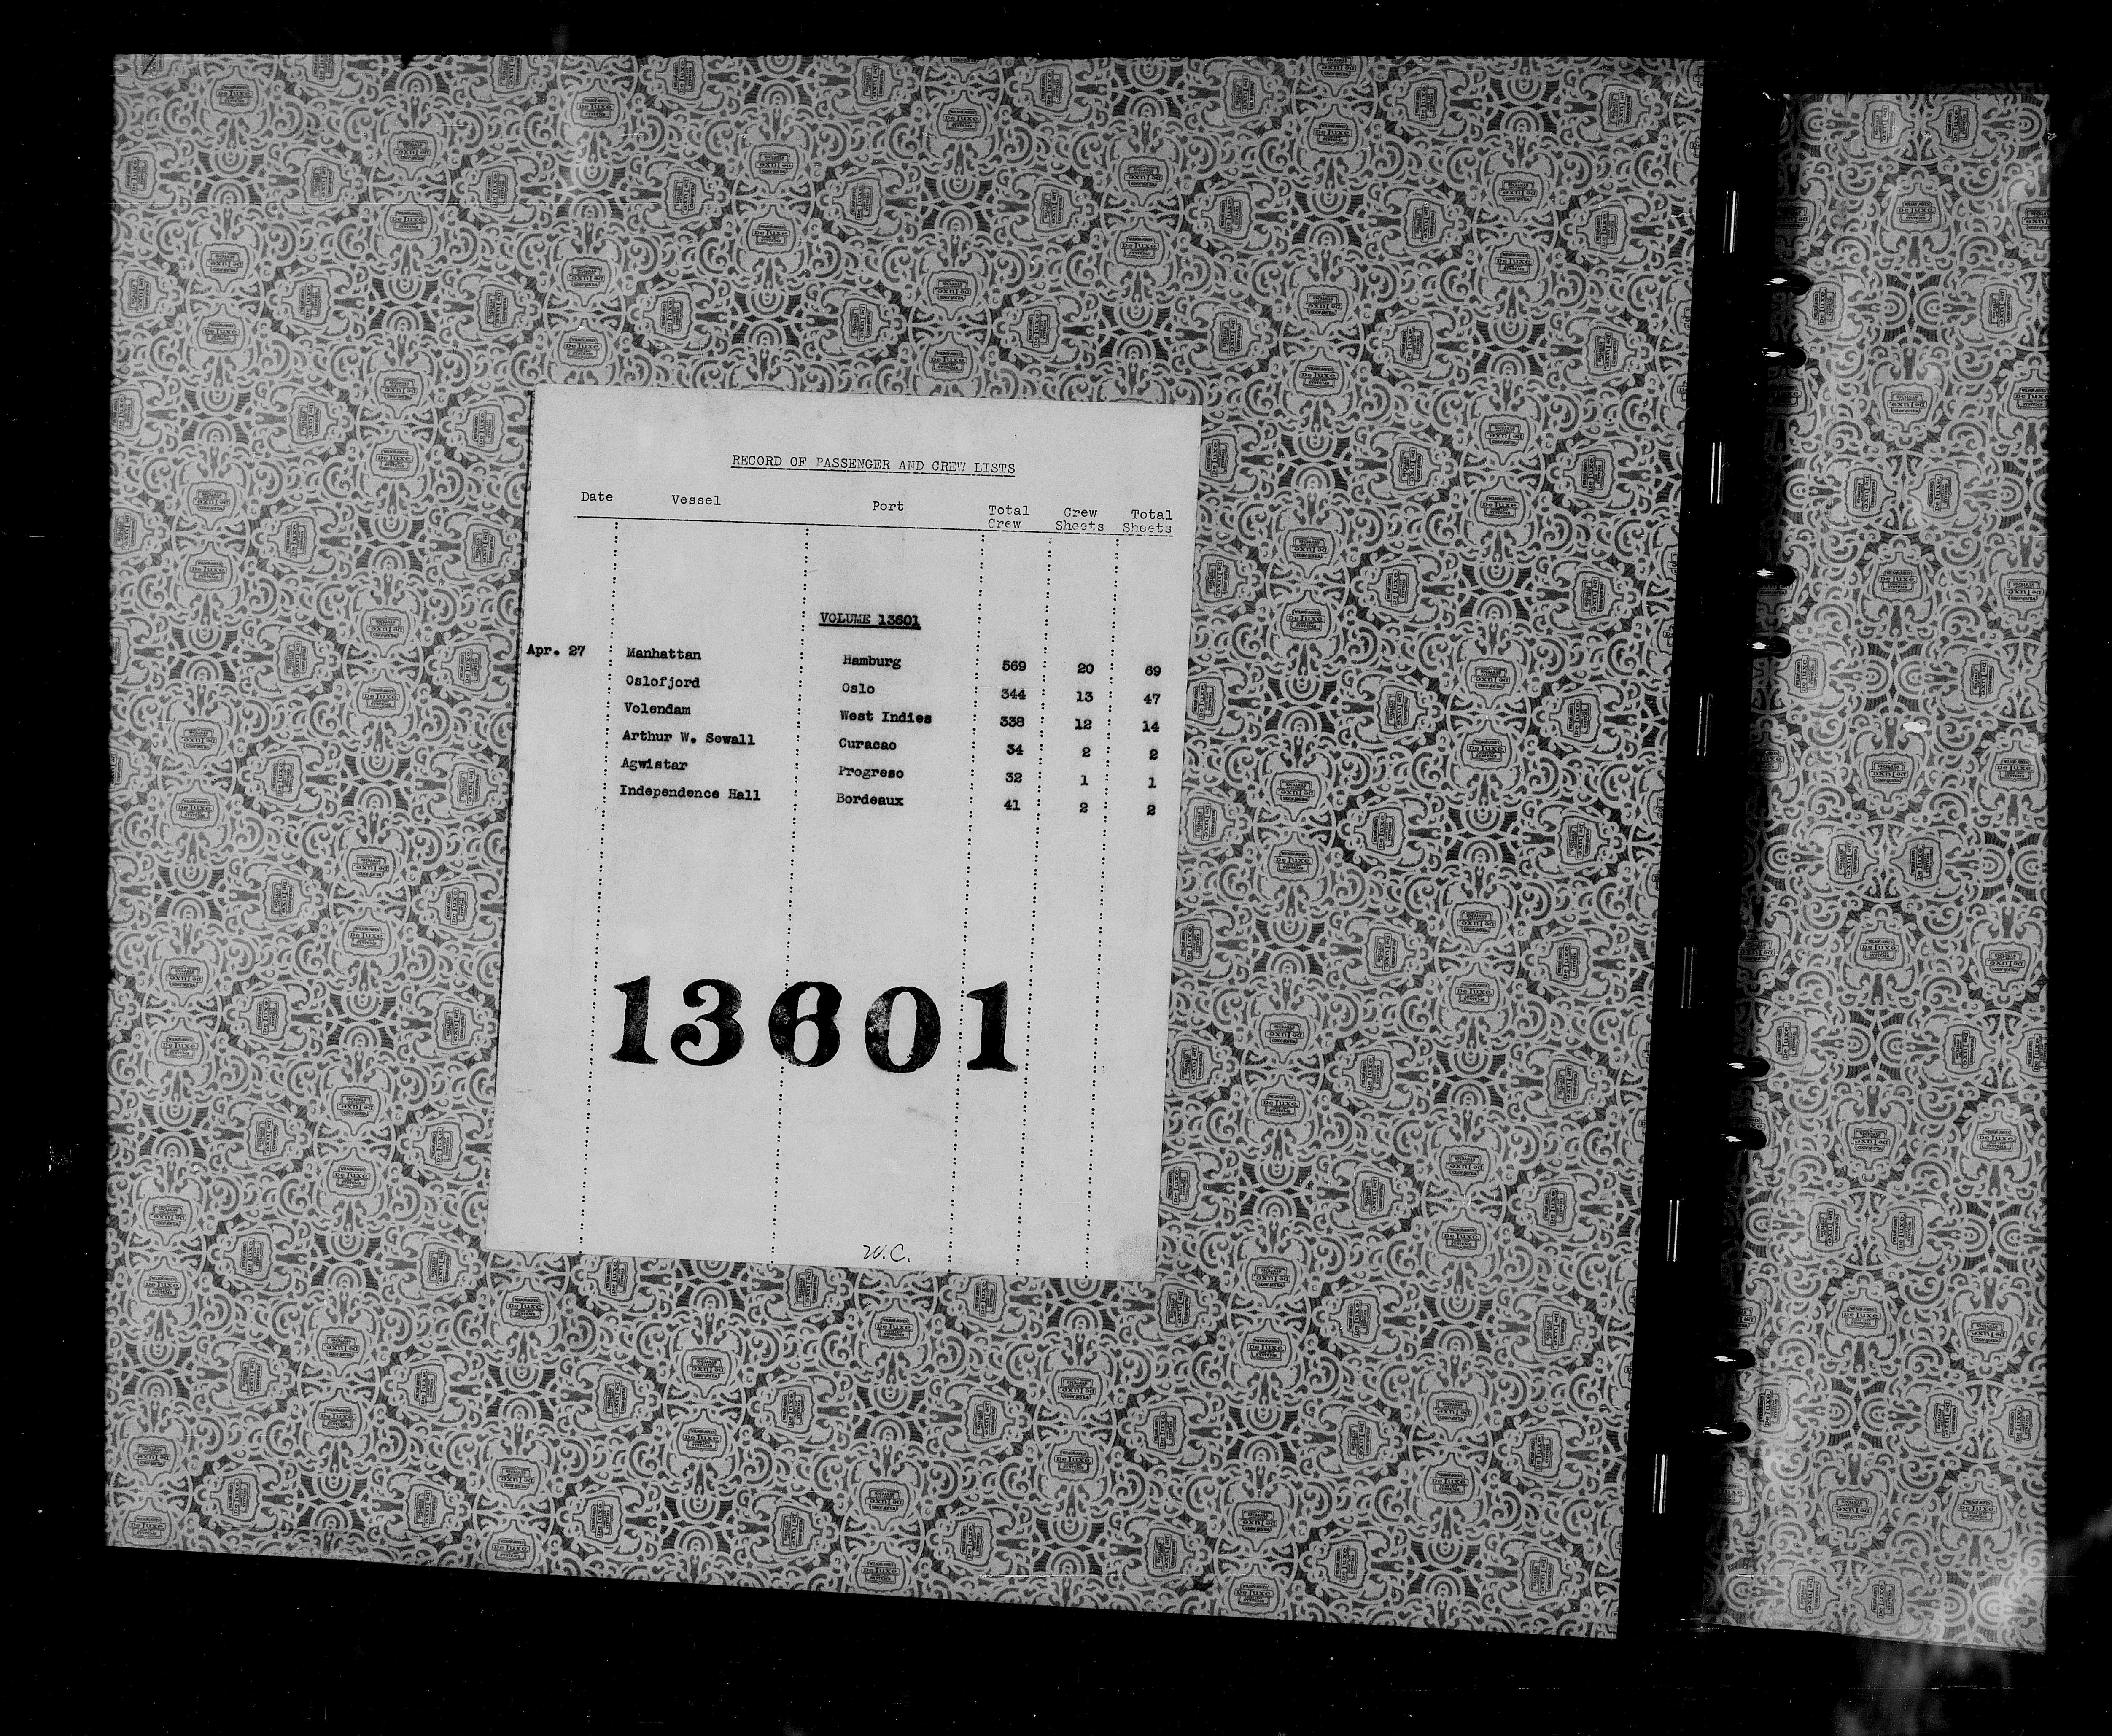 RECORD OF PASSENGER AND CREW LISTS
Date Vessel Port Total Crew Crew Sheets Total Sheets
VOLUME 13601
Apr. 27 Manhattan Hamburg 569 20 69
Oslofjord Oslo 344 13 47
Volendam West Indies 338 12 14
Arthur W. Sewall Curacao 34 2 2
Agwistar Progreso 32 1 1
Independence Hall Bordeaux 41 2 2
13601
W.C.
De Luxe